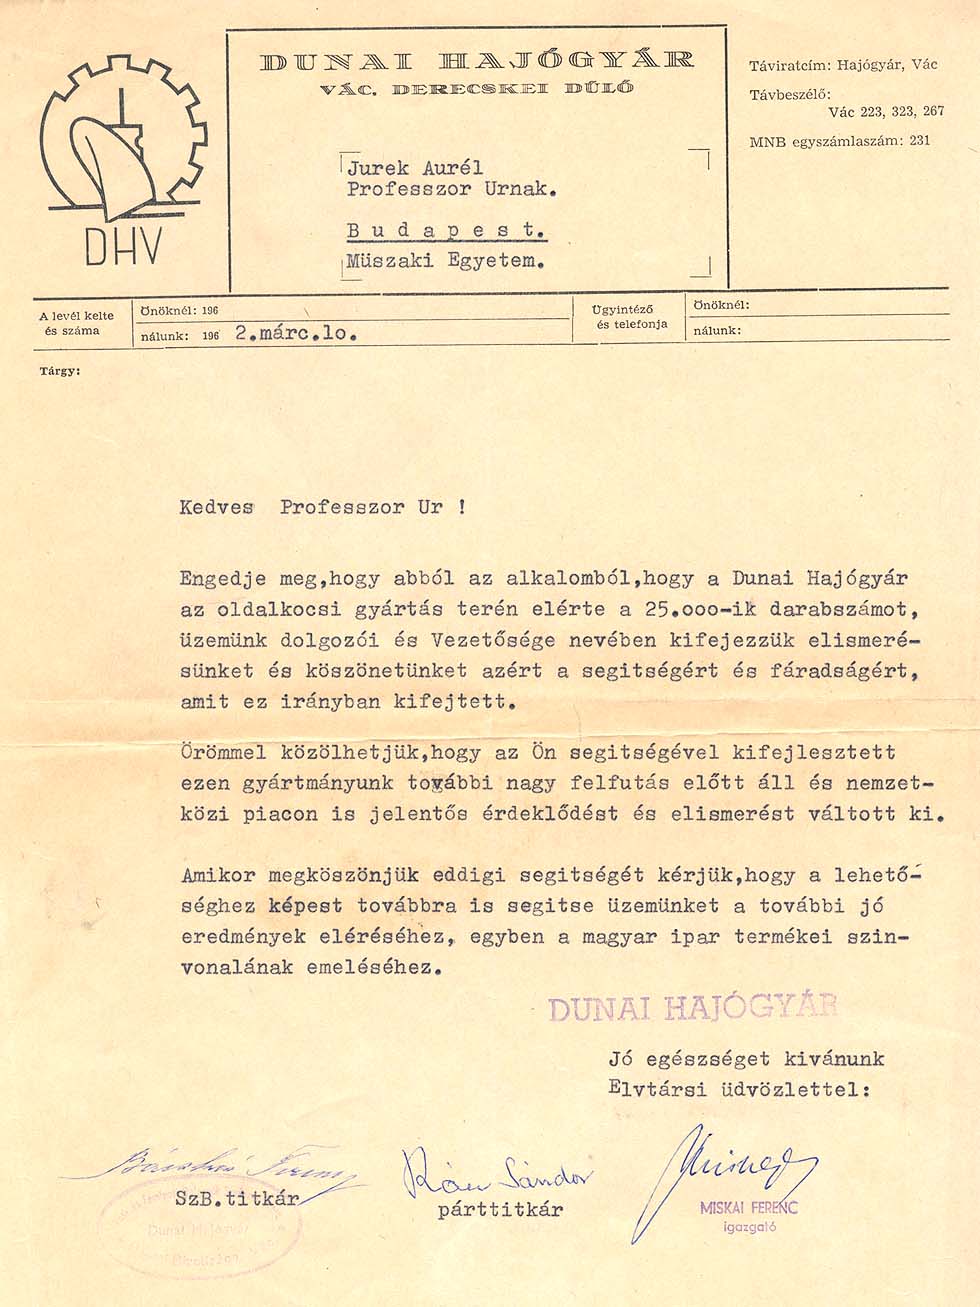 DHV
DUNAI HAJÓGYÁR
VÁC, DERECSKEI DŰLŐ
Táviratcím: Hajógyár, Vác
Távbeszélő:
Vác 223, 323, 267
MNB egyszámlaszám: 231
Jurek Aurél
Professzor Urnak.
Budapest.
Müszaki Egyetem.
A levél kelte
és száma
Önöknél: 196
nálunk: 196 2.márc.lo.
Ügyintéző
és telefonja
Önöknél:
nálunk:
Tárgy:
Kedves Professzor Ur !
Engedje meg,hogy abból az alkalomból,hogy a Dunai Hajógyár
az oldalkocsi gyártás terén elérte a 25.ooo-ik darabszámot,
üzemünk dolgozói és Vezetősége nevében kifejezzük elismeré-
sünket és köszönetünket azért a segitségért és fáradságért,
amit ez irányban kifejtett.
Örömmel közölhetjük,hogy az Ön segitségével kifejlesztett
ezen gyártmányunk további nagy felfutás előtt áll és nemzet-
közi piacon is jelentős érdeklődést és elismerést váltott ki.
Amikor megköszönjük eddigi segitségét kérjük,hogy a lehető-
séghez képest továbbra is segitse üzemünket a további jó
eredmények eléréséhez, egyben a magyar ipar termékei szin-
vonalának emeléséhez.
DUNAI HAJÓGYÁR
Jó egészséget kivánunk
Elvtársi üdvözlettel:
Ferenc
SzB.titkár
Dunai Hajógyár
Sándor
párttitkár
MISKAI FERENC
igazgató